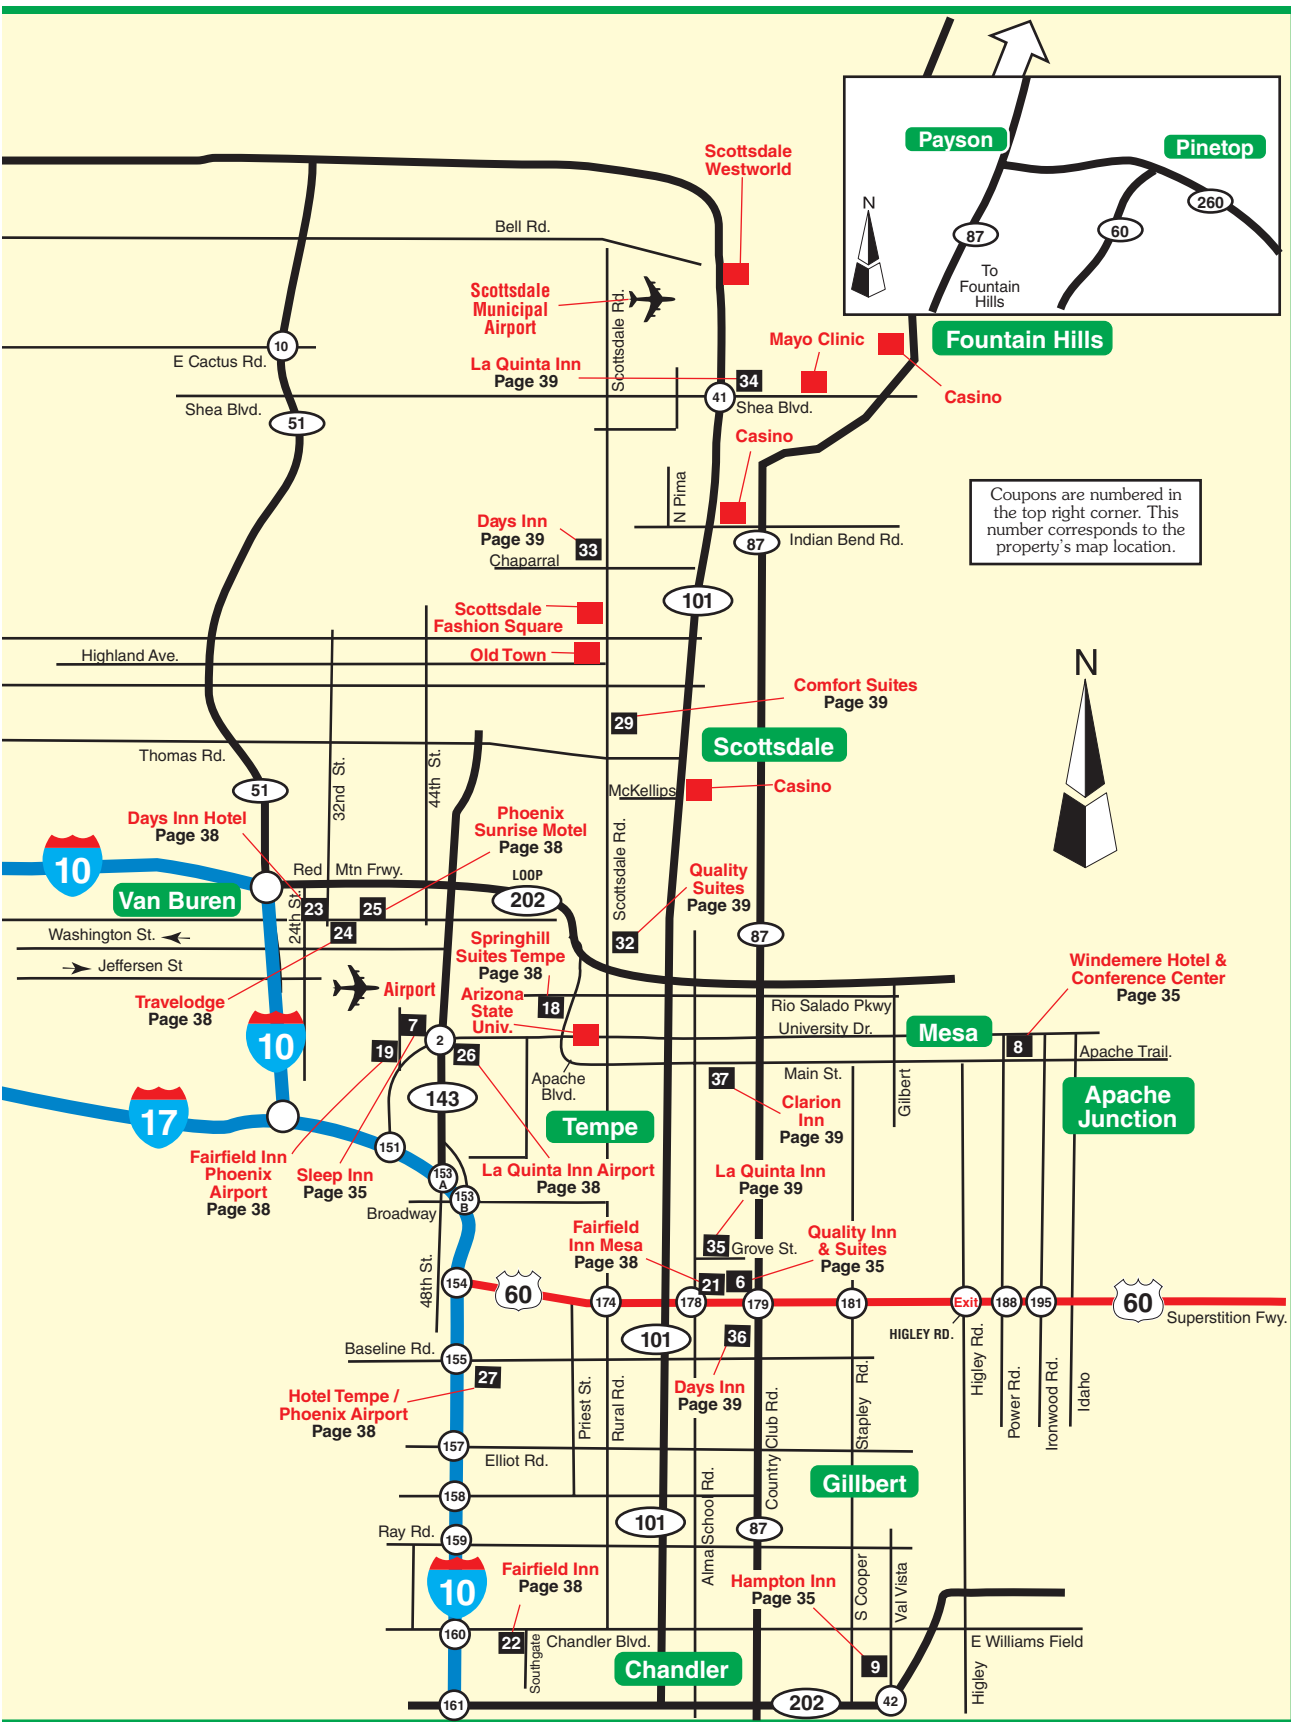 Scottsdale
Westworld
Payson
Pinetop
N
260
87
60
To
Fountain
Hills
Bell Rd.
Scottsdale
Municipal
Airport
Scottsdale Rd.
Fountain Hills
10
E Cactus Rd.
La Quinta Inn
Page 39
34
Mayo Clinic
Casino
41
Shea Blvd.
Shea Blvd.
51
Casino
N Pima
Coupons are numbered in
the top right corner. This
number corresponds to the
property's map location.
Days Inn
Page 39
33
Chaparral
87
Indian Bend Rd.
101
Scottsdale
Fashion Square
Highland Ave.
Old Town
N
Comfort Suites
Page 39
29
Scottsdale
Thomas Rd.
32nd St.
44th St.
51
McKellips
Casino
Days Inn Hotel
Page 38
Phoenix
Sunrise Motel
Page 38
Scottsdale Rd.
10
Red Mtn Frwy.
LOOP
202
Quality
Suites
Page 39
Van Buren
24th St.
23
25
24
32
87
Washington St.
Jeffersen St
Springhill
Suites Tempe
Page 38
Windemere Hotel &
Conference Center
Page 35
Airport
Travelodge
Page 38
Arizona
State
Univ.
18
Rio Salado Pkwy
University Dr.
Mesa
10
7
2
19
26
8
Apache Trail.
Apache
Blvd.
37
Main St.
Gilbert
17
143
Clarion
Inn
Page 39
Apache
Junction
Tempe
151
Fairfield Inn
Phoenix
Airport
Page 38
Sleep Inn
Page 35
153
A
153
B
La Quinta Inn Airport
Page 38
La Quinta Inn
Page 39
Broadway
Fairfield
Inn Mesa
Page 38
35
Grove St.
Quality Inn
& Suites
Page 35
48th St.
21
6
154
60
174
178
179
181
Exit
188
195
60
Superstition Fwy.
HIGLEY RD.
101
36
Baseline Rd.
155
27
Hotel Tempe /
Phoenix Airport
Page 38
Days Inn
Page 39
Priest St.
Rural Rd.
Country Club Rd.
Stapley Rd.
Higley Rd.
Power Rd.
Ironwood Rd.
Idaho
157
Elliot Rd.
Gillbert
158
Alma School Rd.
101
87
Ray Rd.
159
10
Fairfield Inn
Page 38
Hampton Inn
Page 35
S Cooper
Val Vista
160
22
Southgate
Chandler Blvd.
E Williams Field
Chandler
9
Higley
161
202
42